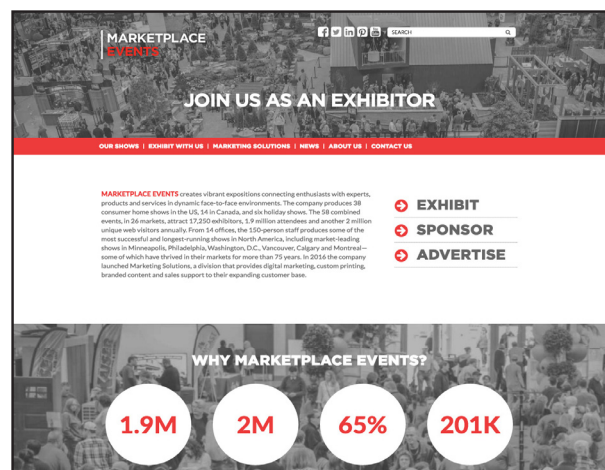 MARKETPLACE
EVENTS
SEARCH
JOIN US AS AN EXHIBITOR
OUR SHOWS | EXHIBIT WITH US | MARKETING SOLUTIONS | NEWS | ABOUT US | CONTACT US
MARKETPLACE EVENTS creates vibrant expositions connecting enthusiasts with experts,
products and services in dynamic face-to-face environments. The company produces 38
consumer home shows in the US, 14 in Canada, and six holiday shows. The 58 combined
events, in 26 markets, attract 17,250 exhibitors, 1.9 million attendees and another 2 million
unique web visitors annually. From 14 offices, the 150-person staff produces some of the
most successful and longest-running shows in North America, including market-leading
shows in Minneapolis, Philadelphia, Washington, D.C., Vancouver, Calgary and Montreal—
some of which have thrived in their markets for more than 75 years. In 2016 the company
launched Marketing Solutions, a division that provides digital marketing, custom printing,
branded content and sales support to their expanding customer base.
EXHIBIT
SPONSOR
ADVERTISE
WHY MARKETPLACE EVENTS?
1.9M 2M 65% 201K